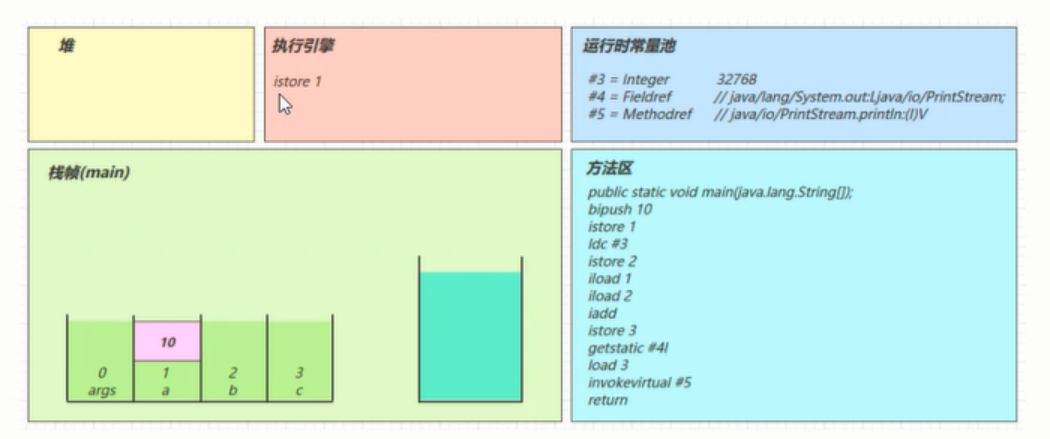 堆
执行引擎
istore 1
运行时常量池
#3 = Integer 32768
#4 = Fieldref // java/lang/System.out:Ljava/io/PrintStream;
#5 = Methodref // java/io/PrintStream.println:(I)V
栈帧(main)
10
0 1 2 3
args a b c
方法区
public static void main(java.lang.String[]);
bipush 10
istore 1
ldc #3
istore 2
iload 1
iload 2
iadd
istore 3
getstatic #4l
load 3
invokevirtual #5
return